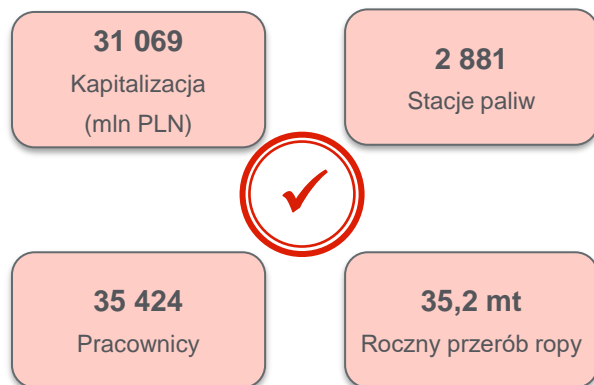 31 069
Kapitalizacja
(mln PLN)
2 881
Stacje paliw
35 424
Pracownicy
35,2 mt
Roczny przerób ropy